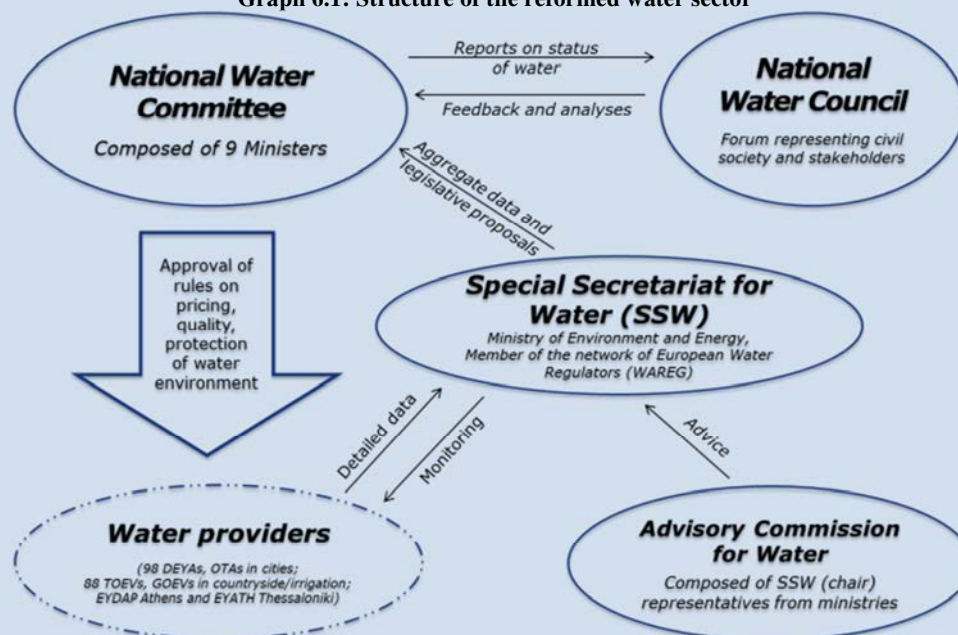 Graph 6.1: Structure of the reformed water sector
National Water
Committee
Composed of 9 Ministers
Reports on status
of water
Feedback and analyses
National
Water Council
Forum representing civil
society and stakeholders
Aggregate data and
legislative proposals
Approval of
rules on
pricing,
quality,
protection
of water
environment
Special Secretariat for
Water (SSW)
Ministry of Environment and Energy,
Member of the network of European Water
Regulators (WAREG)
Detailed data
Monitoring
Advice
Water providers
(98 DEYAs, OTAs in cities;
88 TOEVs, GOEVs in countryside/irrigation;
EYDAP Athens and EYATH Thessaloniki)
Advisory Commission
for Water
Composed of SSW (chair)
representatives from ministries